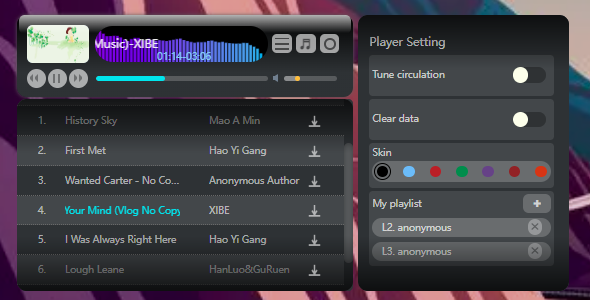 Music)-XIBE
01:14-03:06
1. History Sky Mao A Min
2. First Met Hao Yi Gang
3. Wanted Carter - No Co... Anonymous Author
4. Your Mind (Vlog No Copy XIBE
5. I Was Always Right Here Hao Yi Gang
6. Lough Leane HanLuo&GuRuen
Player Setting
Tune circulation
Clear data
Skin
My playlist
L2. anonymous
L3. anonymous